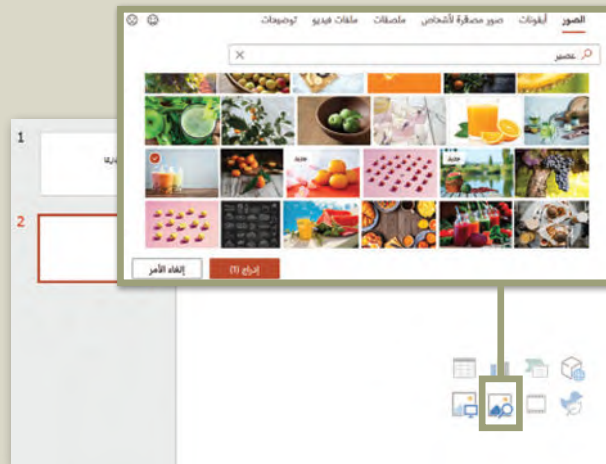 الصور أيقونات صور مصغرة لأشخاص ملصقات ملفات فيديو توضيحات
عصير
جديد
جديد
إدراج (1) إلغاء الأمر
1
2